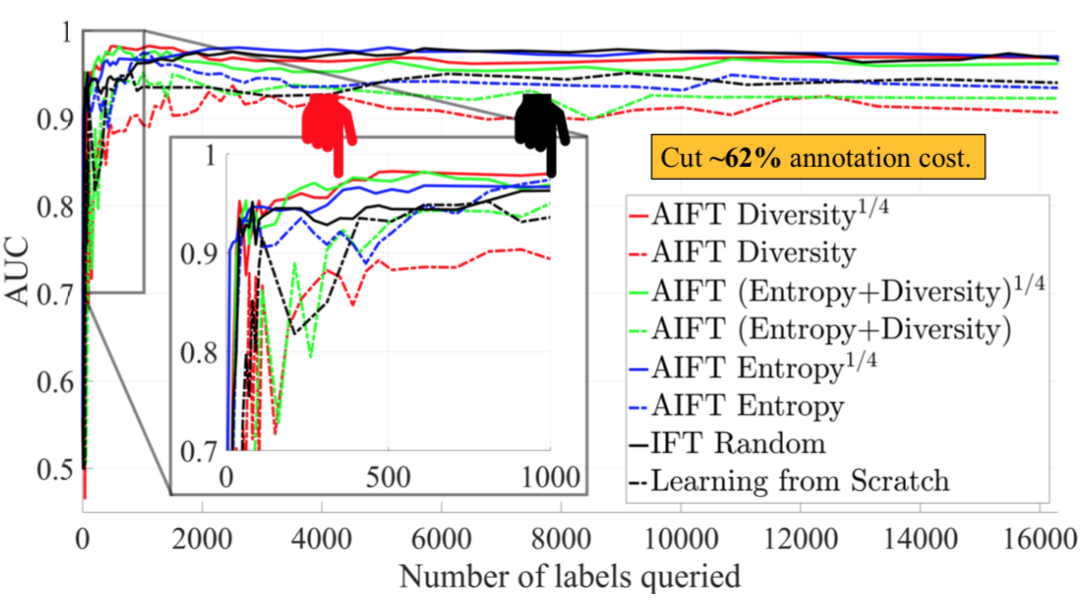 1
0.9
0.8
0.7
0.6
0.5
AUC
0 2000 4000 6000 8000 10000 12000 14000 16000
Number of labels queried
1
0.9
0.8
0.7
0 500 1000
Cut ~62% annotation cost.
AIFT Diversity^1/4
AIFT Diversity
AIFT (Entropy+Diversity)^1/4
AIFT (Entropy+Diversity)
AIFT Entropy^1/4
AIFT Entropy
IFT Random
Learning from Scratch